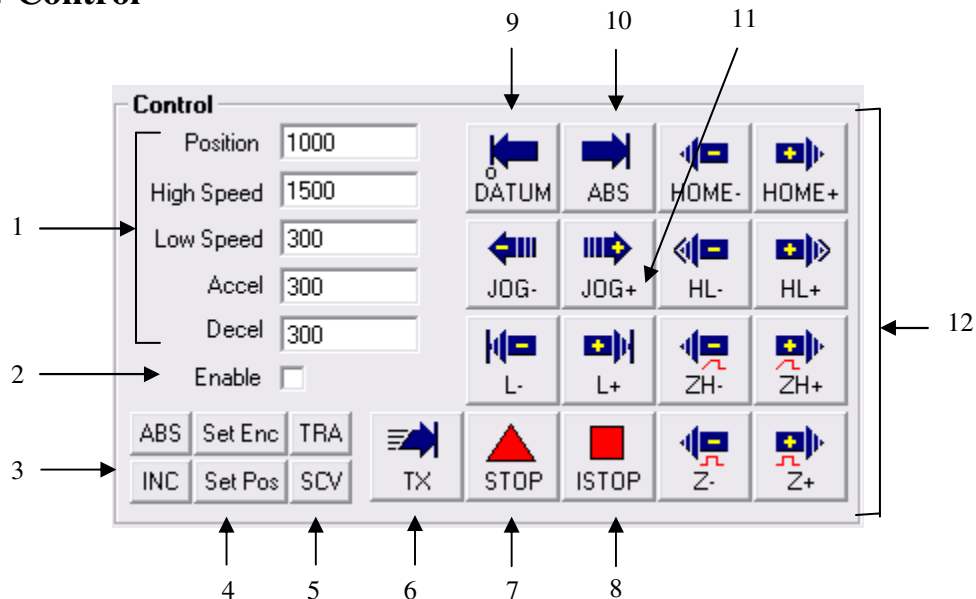 Control
9 10 11
Control
Position 1000
High Speed 1500
Low Speed 300
Accel 300
Decel 300
Enable
1
2
3
ABS Set Enc TRA
INC Set Pos SCV
O
DATUM ABS HOME- HOME+
JOG- JOG+ HL- HL+
L- L+ ZH- ZH+
TX STOP ISTOP Z- Z+
12
4 5 6 7 8